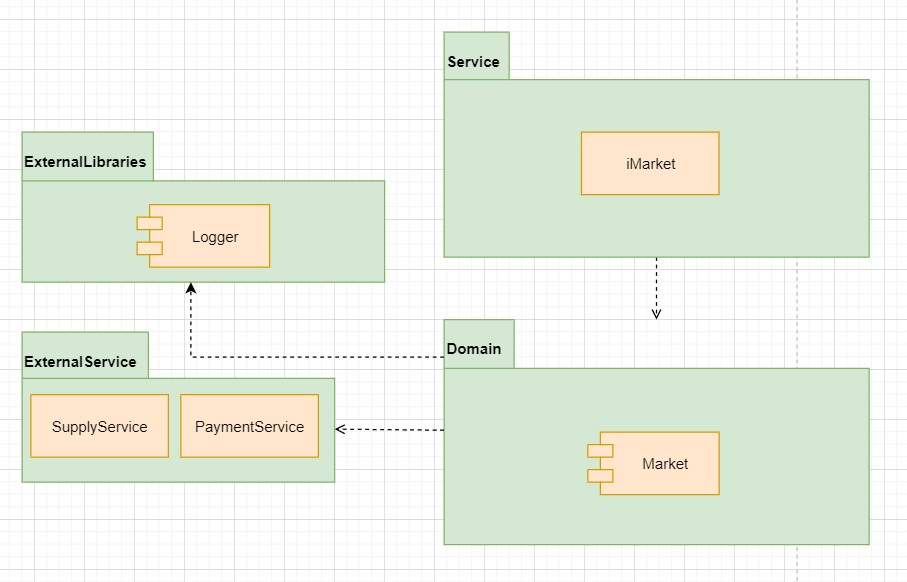 Service
iMarket
ExternalLibraries
Logger
ExternalService
SupplyService
PaymentService
Domain
Market